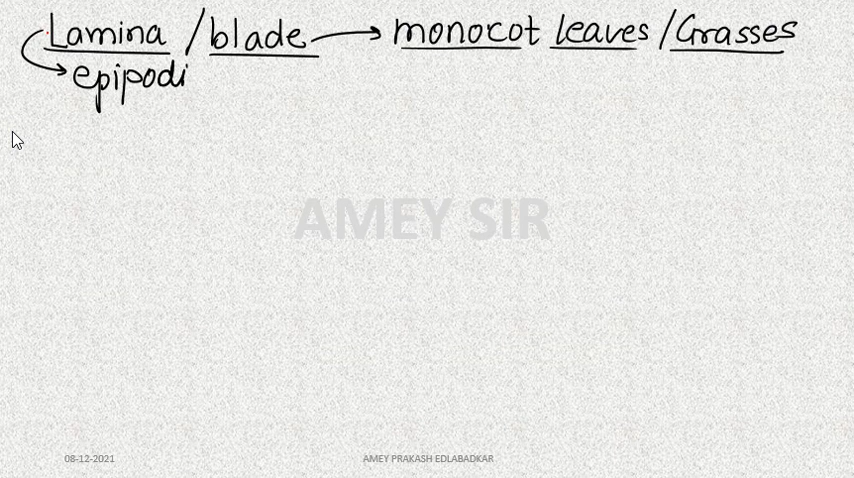 Lamina / blade → monocot leaves / Grasses
→ epipodi
AMEY SIR
08-12-2021
AMEY PRAKASH EDLABADKAR